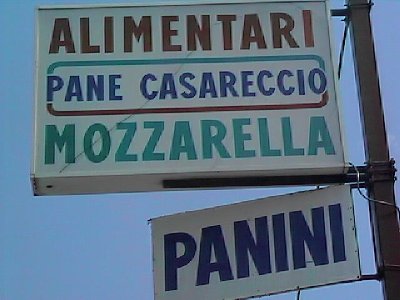 ALIMENTARI
PANE CASARECCIO
MOZZARELLA
PANINI